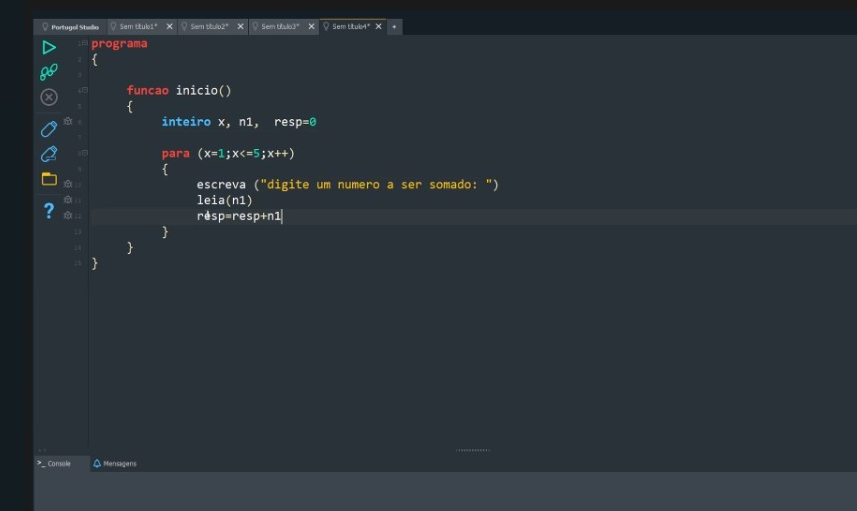 Portugol Studio Sem título1* Sem título2* Sem título3* Sem título4* +
1 programa
2 {
3
4 funcao inicio()
5 {
6 inteiro x, n1, resp=0
7
8 para (x=1;x<=5;x++)
9 {
10 escreva ("digite um numero a ser somado: ")
11 leia(n1)
12 resp=resp+n1
13 }
14 }
15 }
>_ Console Mensagens